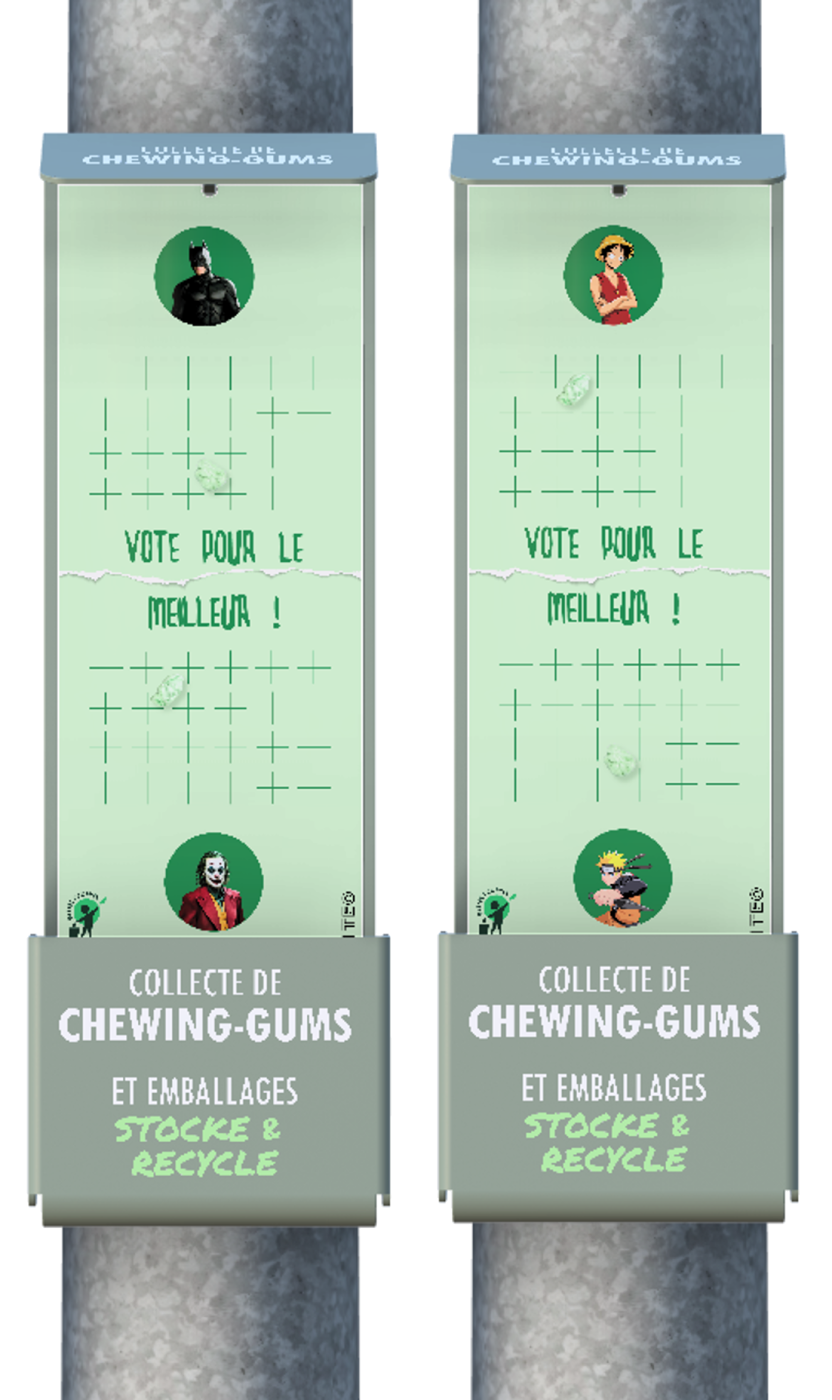 COLLECTE DE
CHEWING-GUMS
VOTE POUR LE
MEILLEUR !
COLLECTE DE
CHEWING-GUMS
ET EMBALLAGES
STOCKE &
RECYCLE
COLLECTE DE
CHEWING-GUMS
VOTE POUR LE
MEILLEUR !
COLLECTE DE
CHEWING-GUMS
ET EMBALLAGES
STOCKE &
RECYCLE